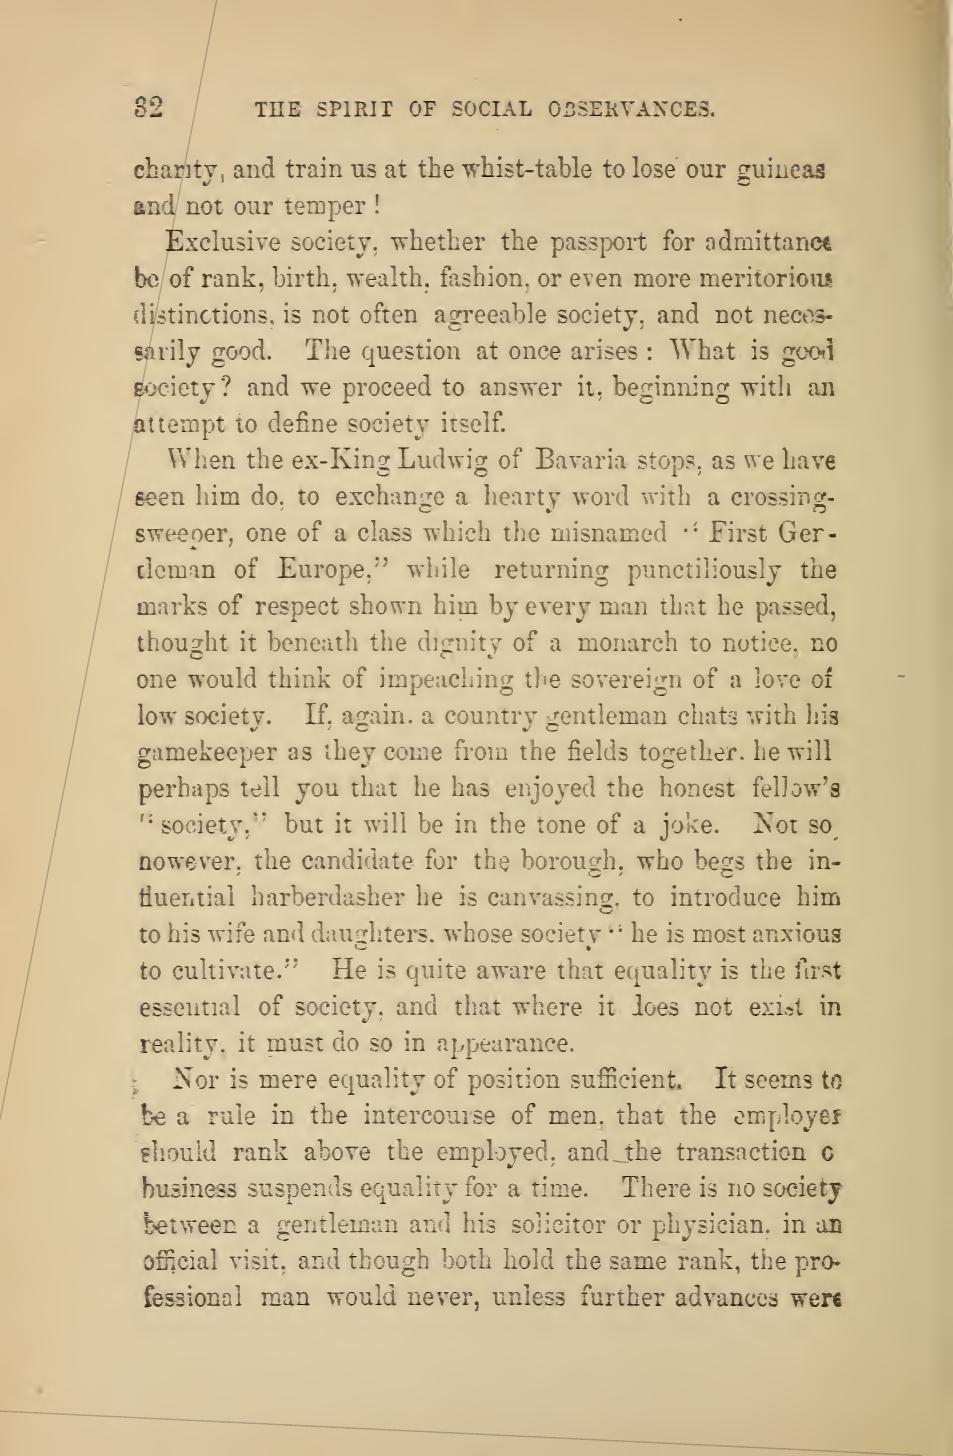 32 THE SPIRIT OF SOCIAL OBSERVANCES.
charity, and train us at the whist-table to lose our guineas
and not our temper !
Exclusive society, whether the passport for admittance
be of rank, birth, wealth, fashion, or even more meritorious
distinctions, is not often agreeable society, and not neces-
sarily good. The question at once arises : What is good
society ? and we proceed to answer it, beginning with an
attempt to define society itself.
When the ex-King Ludwig of Bavaria stops, as we have
seen him do, to exchange a hearty word with a crossing-
sweeper, one of a class which the misnamed " First Gen-
tleman of Europe," while returning punctiliously the
marks of respect shown him by every man that he passed,
thought it beneath the dignity of a monarch to notice, no
one would think of impeaching the sovereign of a love of
low society. If, again, a country gentleman chats with his
gamekeeper as they come from the fields together, he will
perhaps tell you that he has enjoyed the honest fellow's
" society," but it will be in the tone of a joke. Not so,
however, the candidate for the borough, who begs the in-
fluential harberdasher he is canvassing, to introduce him
to his wife and daughters, whose society " he is most anxious
to cultivate." He is quite aware that equality is the first
essential of society, and that where it does not exist in
reality, it must do so in appearance.
Nor is mere equality of position sufficient. It seems to
be a rule in the intercourse of men, that the employer
should rank above the employed, and the transaction o
business suspends equality for a time. There is no society
between a gentleman and his solicitor or physician, in an
official visit, and though both hold the same rank, the pro-
fessional man would never, unless further advances were